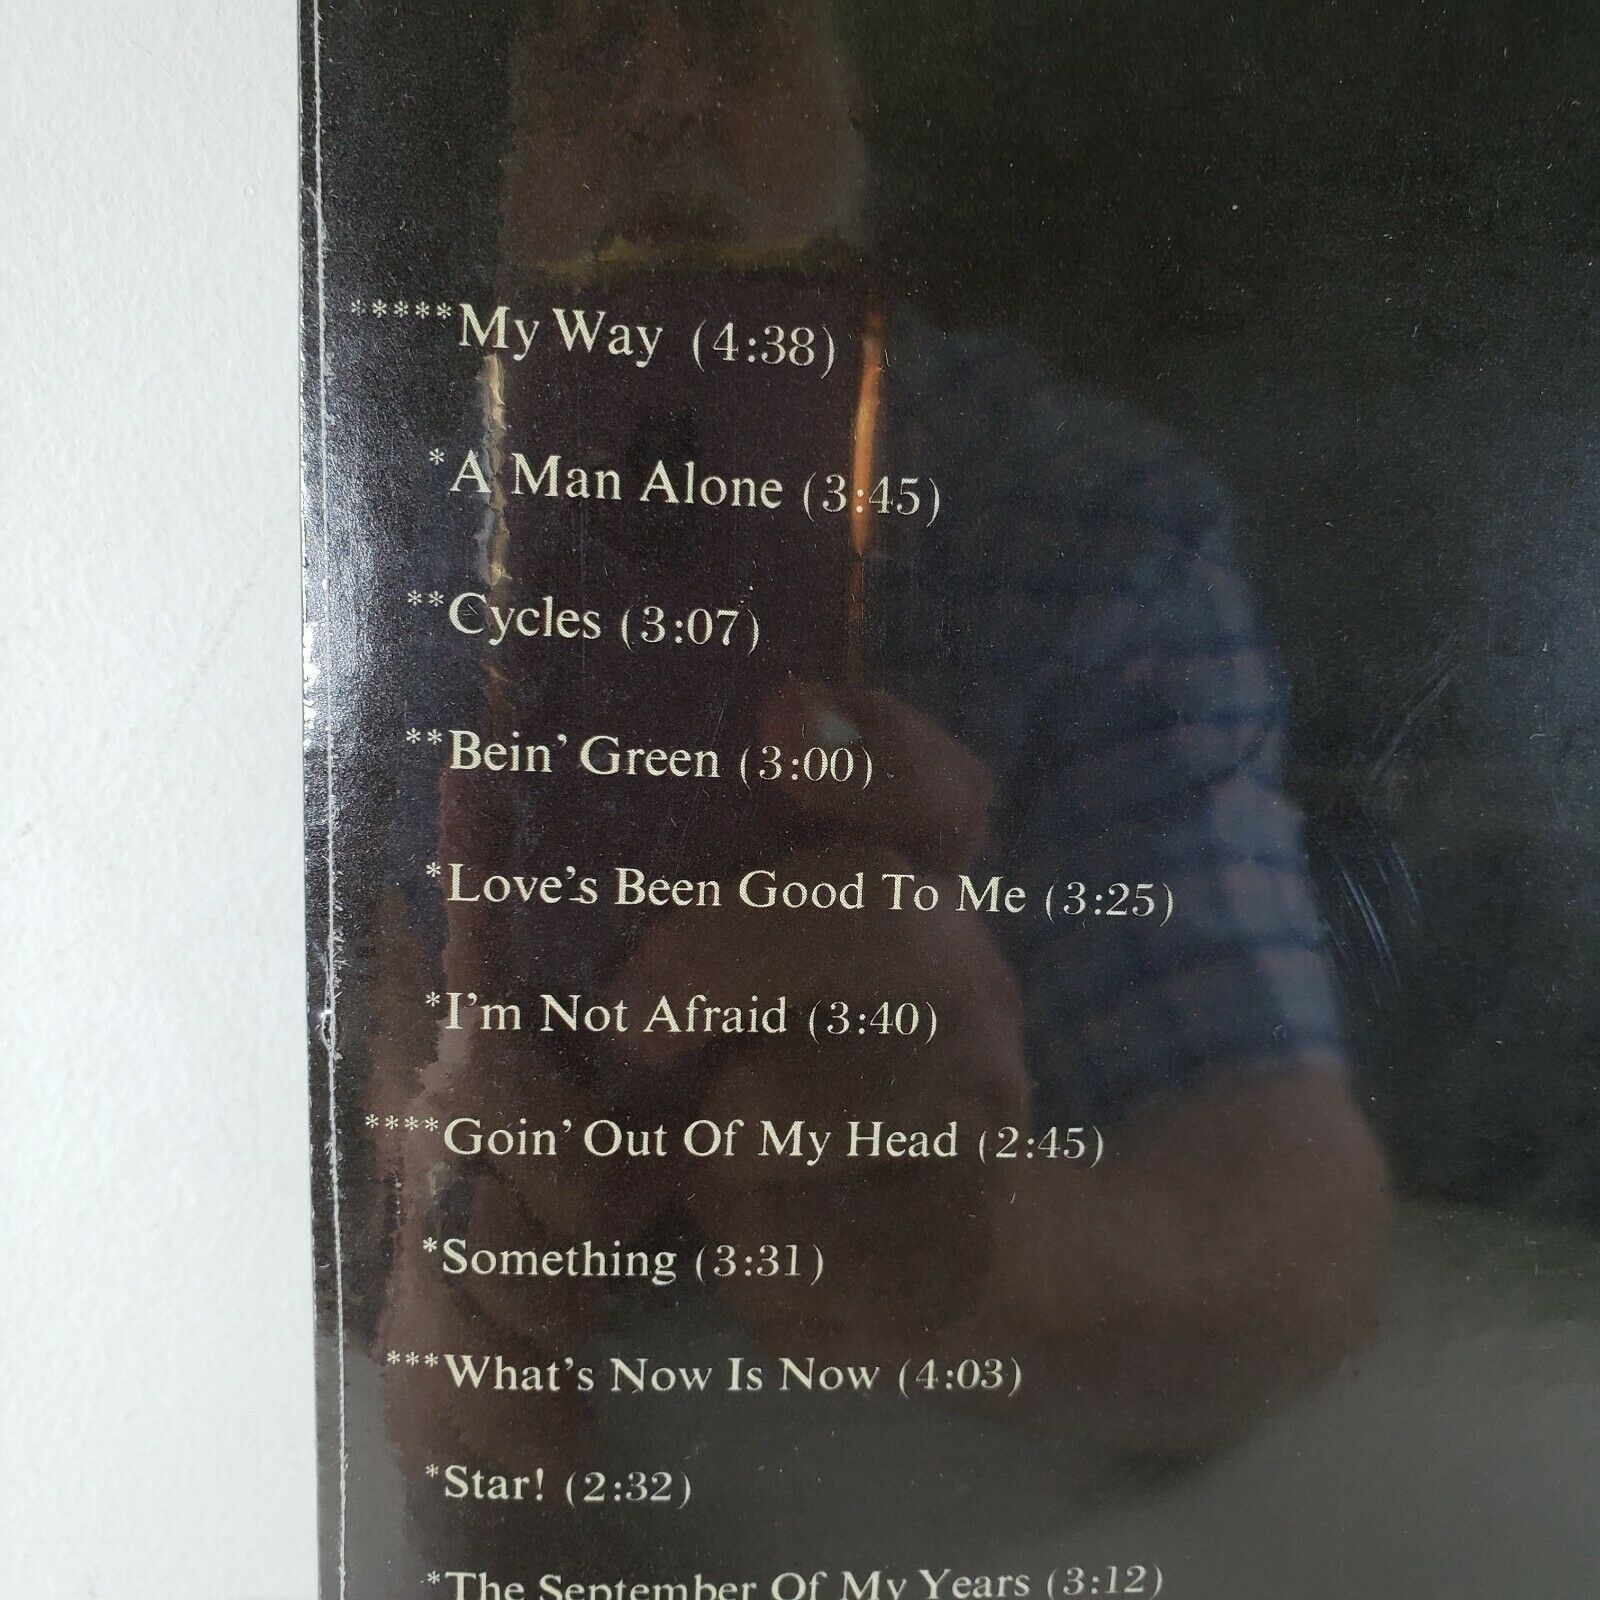 *****My Way (4:38)
*A Man Alone (3:45)
**Cycles (3:07)
**Bein' Green (3:00)
*Love's Been Good To Me (3:25)
*I'm Not Afraid (3:40)
****Goin' Out Of My Head (2:45)
*Something (3:31)
***What's Now Is Now (4:03)
*Star! (2:32)
*The September Of My Years (3:12)